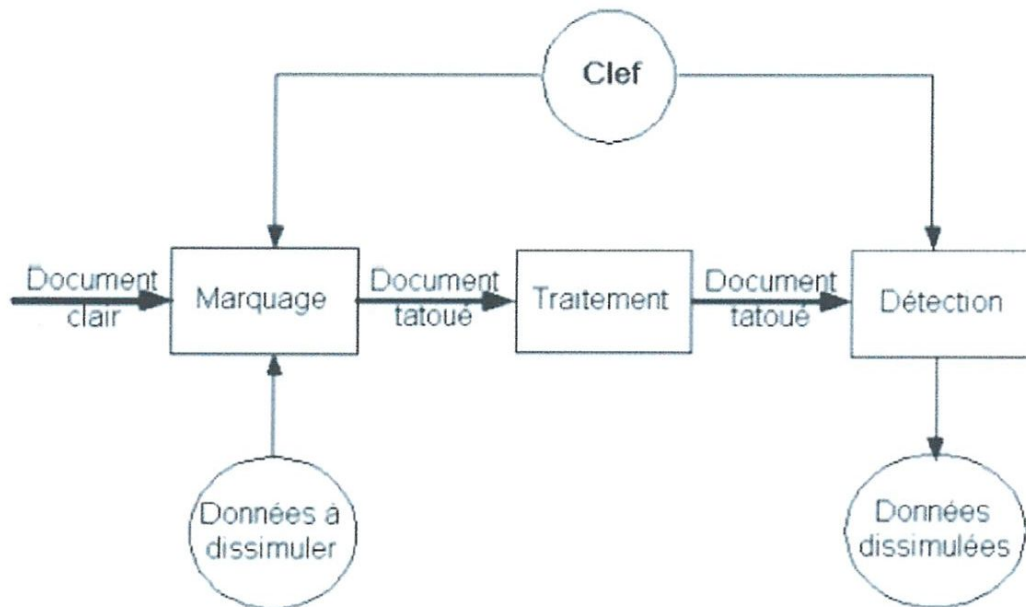 Clef
Document
clair
Marquage
Document
tatoué
Traitement
Document
tatoué
Détection
Données à
dissimuler
Données
dissimulées